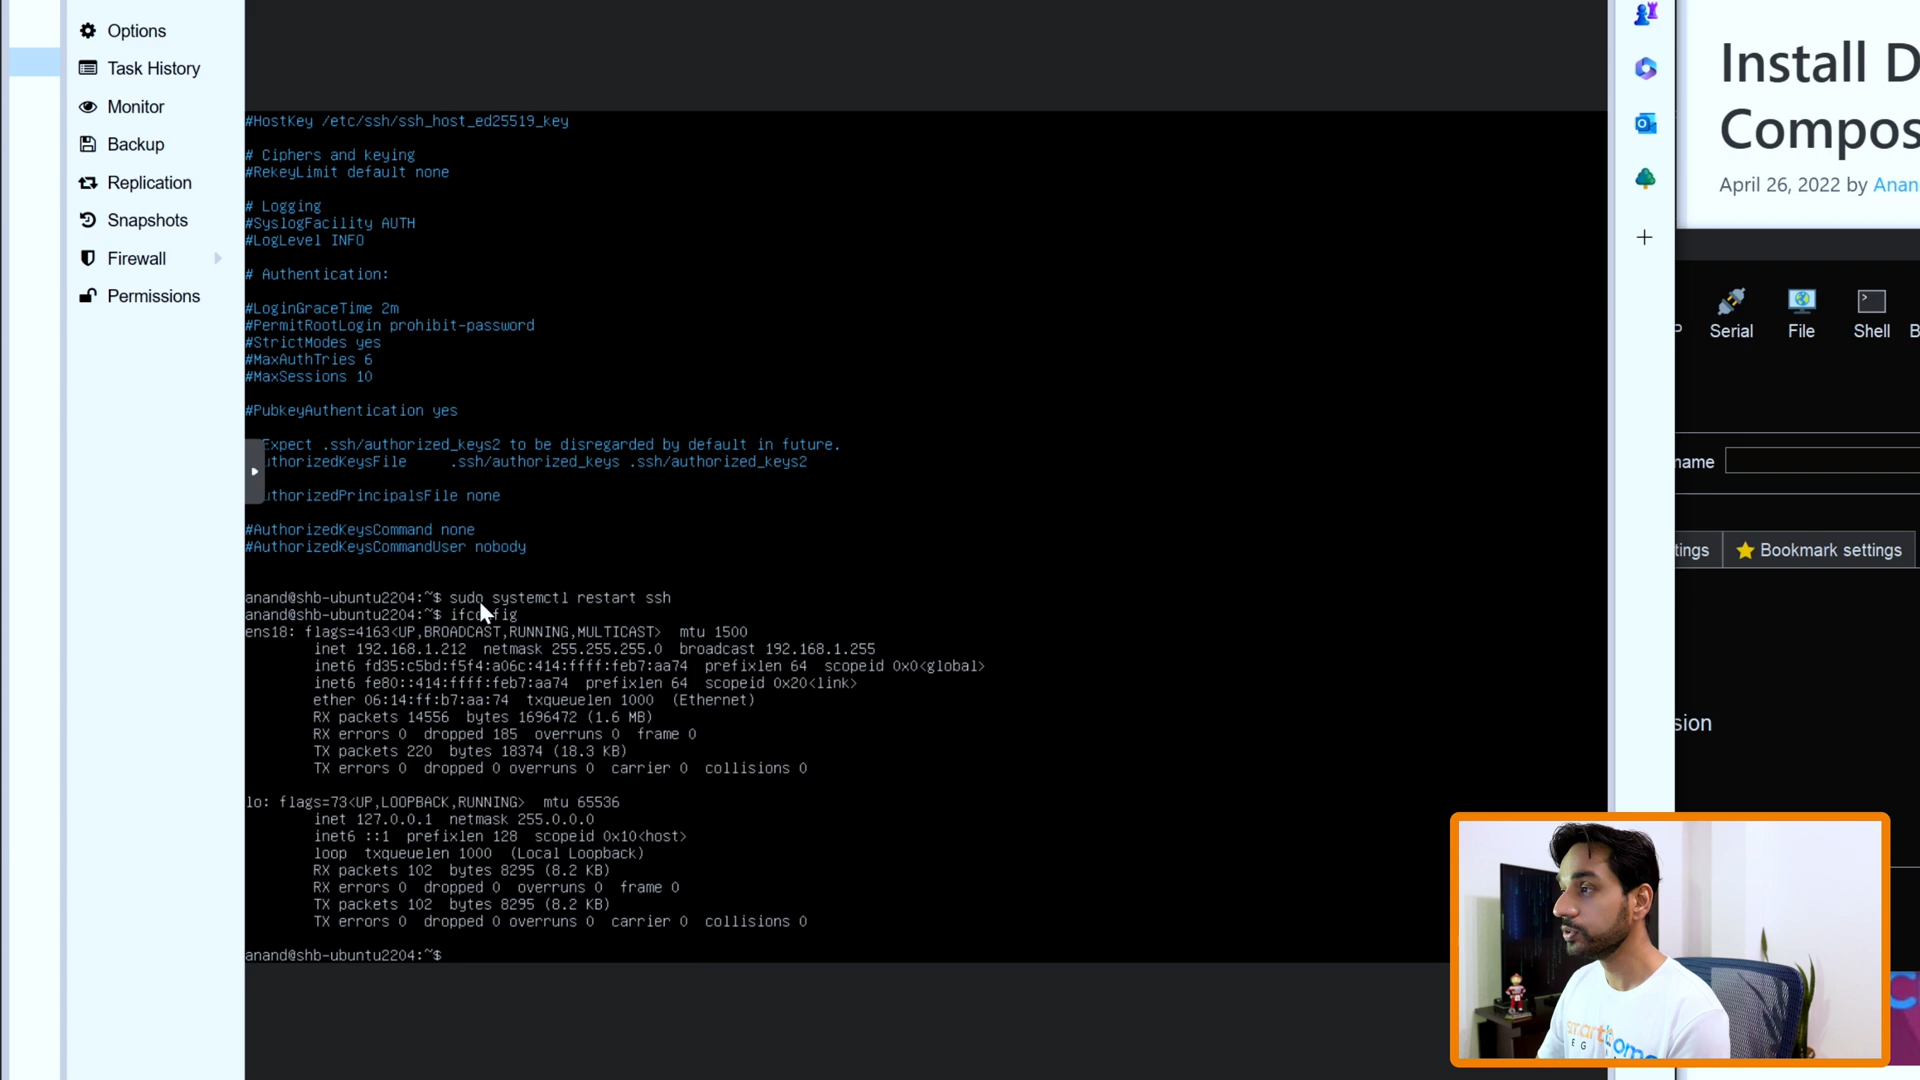 Options
Task History
Monitor
Backup
Replication
Snapshots
Firewall
Permissions
#HostKey /etc/ssh/ssh_host_ed25519_key
# Ciphers and keying
#RekeyLimit default none
# Logging
#SyslogFacility AUTH
#LogLevel INFO
# Authentication:
#LoginGraceTime 2m
#PermitRootLogin prohibit-password
#StrictModes yes
#MaxAuthTries 6
#MaxSessions 10
#PubkeyAuthentication yes
Expect .ssh/authorized_keys2 to be disregarded by default in future.
uthorizedKeysFile .ssh/authorized_keys .ssh/authorized_keys2
uthorizedPrincipalsFile none
#AuthorizedKeysCommand none
#AuthorizedKeysCommandUser nobody
anand@shb-ubuntu2204:~$ sudo systemctl restart ssh
anand@shb-ubuntu2204:~$ ifconfig
ens18: flags=4163<UP,BROADCAST,RUNNING,MULTICAST> mtu 1500
inet 192.168.1.212 netmask 255.255.255.0 broadcast 192.168.1.255
inet6 fd35:c5bd:f5f4:a06c:414:ffff:feb7:aa74 prefixlen 64 scopeid 0x0<global>
inet6 fe80::414:ffff:feb7:aa74 prefixlen 64 scopeid 0x20<link>
ether 06:14:ff:b7:aa:74 txqueuelen 1000 (Ethernet)
RX packets 14556 bytes 1696472 (1.6 MB)
RX errors 0 dropped 185 overruns 0 frame 0
TX packets 220 bytes 18374 (18.3 KB)
TX errors 0 dropped 0 overruns 0 carrier 0 collisions 0
lo: flags=73<UP,LOOPBACK,RUNNING> mtu 65536
inet 127.0.0.1 netmask 255.0.0.0
inet6 ::1 prefixlen 128 scopeid 0x10<host>
loop txqueuelen 1000 (Local Loopback)
RX packets 102 bytes 8295 (8.2 KB)
RX errors 0 dropped 0 overruns 0 frame 0
TX packets 102 bytes 8295 (8.2 KB)
TX errors 0 dropped 0 overruns 0 carrier 0 collisions 0
anand@shb-ubuntu2204:~$
Install D
Compos
April 26, 2022 by Anan
Serial
File
Shell
B
name
tings
Bookmark settings
sion